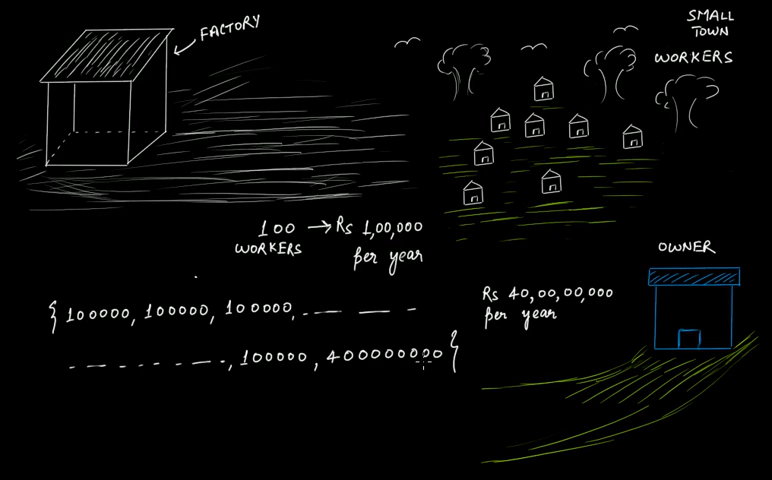 FACTORY
SMALL
TOWN
WORKERS
100 → Rs 1,00,000
WORKERS per year
OWNER
{100000, 100000, 100000, -- — — -
- - - - - - - - -, 100000, 400000000{
Rs 40,00,00,000
per year